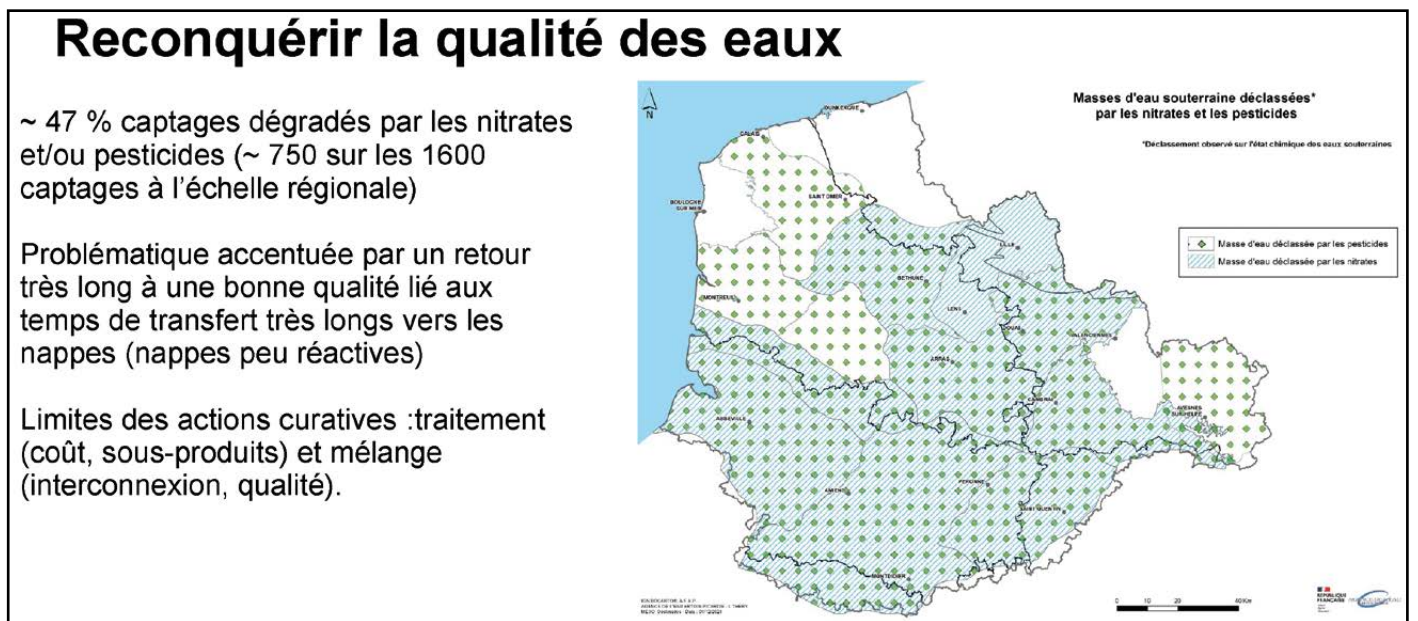 Reconquérir la qualité des eaux
~ 47 % captages dégradés par les nitrates
et/ou pesticides (~ 750 sur les 1600
captages à l'échelle régionale)
Problématique accentuée par un retour
très long à une bonne qualité lié aux
temps de transfert très longs vers les
nappes (nappes peu réactives)
Limites des actions curatives :traitement
(coût, sous-produits) et mélange
(interconnexion, qualité).
Masses d'eau souterraine déclassées*
par les nitrates et les pesticides
*Déclassement observé sur l'état chimique des eaux souterraines
Masse d'eau déclassée par les pesticides
Masse d'eau déclassée par les nitrates
N
DUNKERQUE
CALAIS
SAINT OMER
BOULOGNE
SUR MER
LILLE
BETHUNE
MONTREUIL
LENS
DOUAI
VALENCIENNES
ARRAS
CAMBRAI
AVESNES
SUR HELPE
ABBEVILLE
AMIENS
PERONNE
SAINT QUENTIN
MONTDIDIER
0 10 20 40 Km
RÉPUBLIQUE
FRANÇAISE